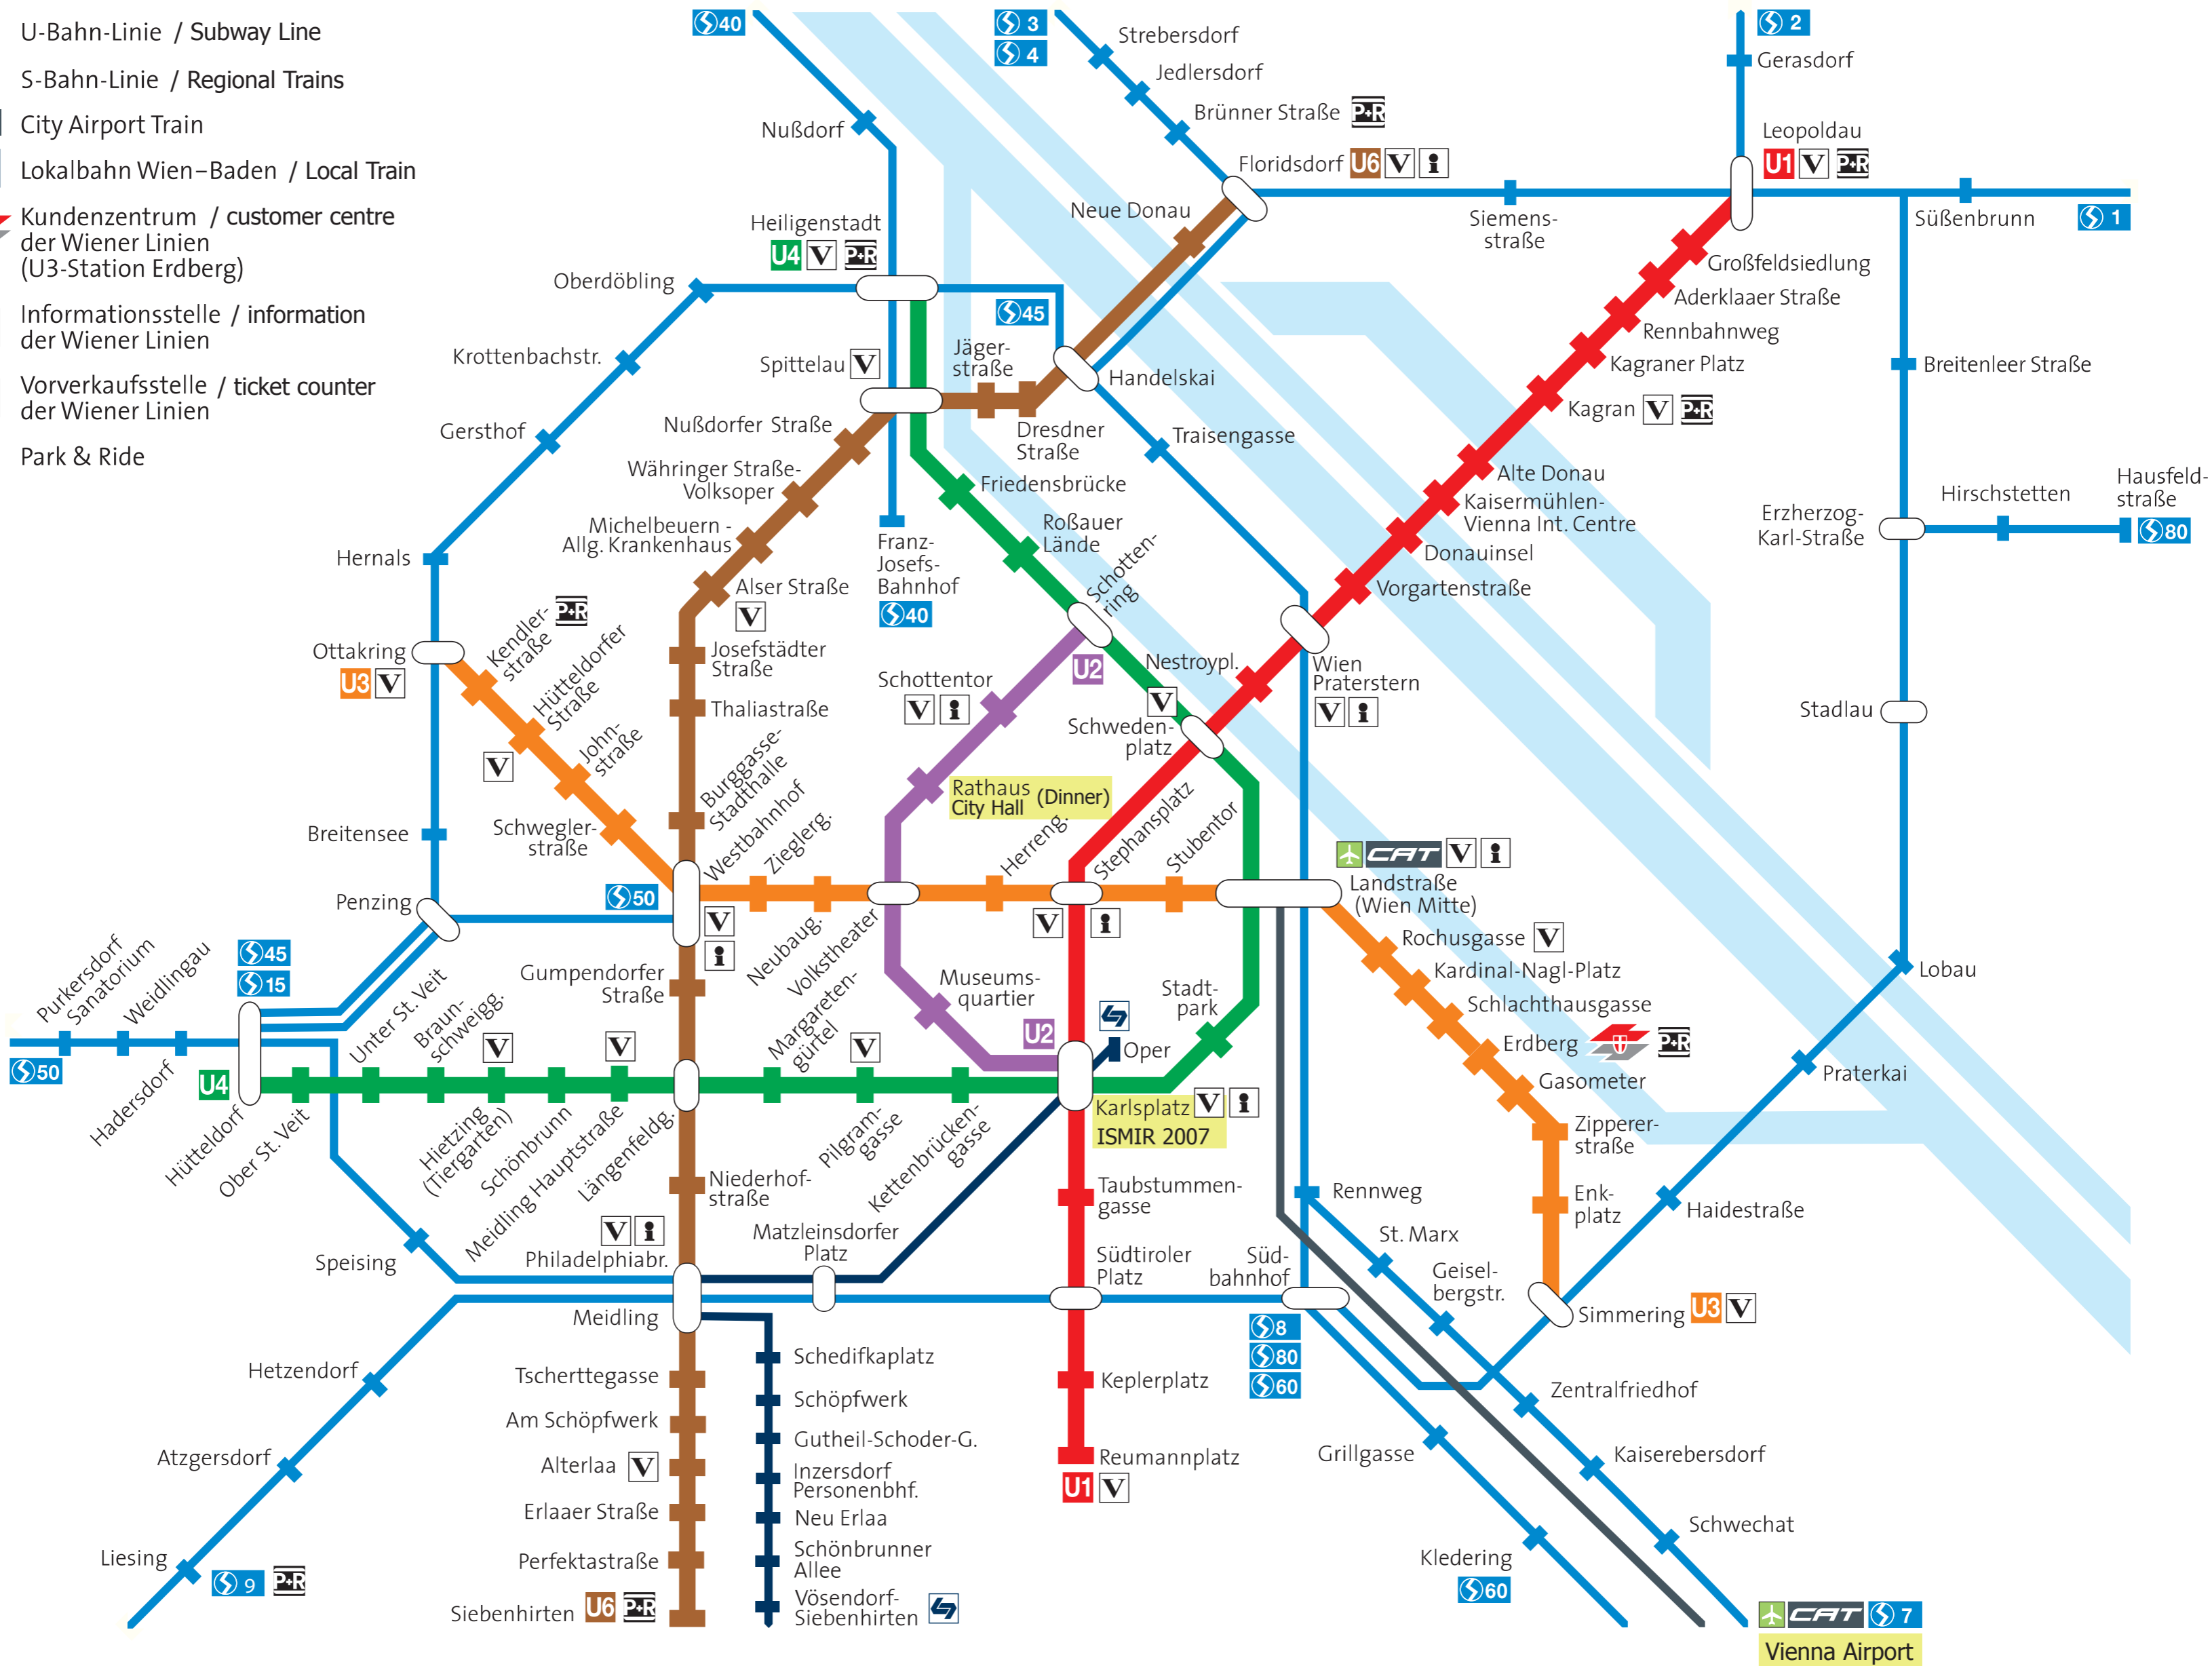 U-Bahn-Linie / Subway Line
S-Bahn-Linie / Regional Trains
City Airport Train
Lokalbahn Wien–Baden / Local Train
Kundenzentrum / customer centre
der Wiener Linien
(U3-Station Erdberg)
Informationsstelle / information
der Wiener Linien
Vorverkaufsstelle / ticket counter
der Wiener Linien
Park & Ride
40
3
4
2
Strebersdorf
Jedlersdorf
Brünner Straße P+R
Gerasdorf
Nußdorf
Floridsdorf U6 V i
Leopoldau
U1 V P+R
Neue Donau
Siemens-
straße
Süßenbrunn
1
Heiligenstadt
U4 V P+R
Oberdöbling
45
Großfeldsiedlung
Aderklaaer Straße
Rennbahnweg
Kagraner Platz
Kagran V P+R
Krottenbachstr.
Spittelau V
Jäger-
straße
Handelskai
Breitenleer Straße
Gersthof
Nußdorfer Straße
Dresdner
Straße
Traisengasse
Währinger Straße-
Volksoper
Friedensbrücke
Alte Donau
Kaisermühlen-
Vienna Int. Centre
Donauinsel
Vorgartenstraße
Erzherzog-
Karl-Straße
Hirschstetten
Hausfeld-
straße
80
Michelbeuern -
Allg. Krankenhaus
Roßauer
Lände
Schotten-
ring
Franz-
Josefs-
Bahnhof
40
Hernals
Alser Straße
V
Ottakring
U3 V
Kendler-
straße
P+R
Hütteldorfer
Straße
V
John-
straße
Josefstädter
Straße
Thaliastraße
Schottentor
V i
U2
Nestroypl.
V
Wien
Praterstern
V i
Stadlau
Schweden-
platz
Burggasse-
Stadthalle
Rathaus
City Hall (Dinner)
Breitensee
Schwegler-
straße
Westbahnhof
V
i
Zieglerg.
Herreng.
Stephansplatz
V i
Stubentor
CAT V i
Landstraße
(Wien Mitte)
50
Penzing
Neubaug.
Volkstheater
Rochusgasse V
Kardinal-Nagl-Platz
Schlachthausgasse
Erdberg P+R
Gasometer
Lobau
45
15
Purkersdorf
Sanatorium
Weidlingau
50
Hadersdorf
Hütteldorf
U4
Ober St. Veit
Unter St. Veit
Braun-
schweigg.
V
Hietzing
(Tiergarten)
Schönbrunn
V
Meidling Hauptstraße
Längenfeldg.
Gumpendorfer
Straße
Margareten-
gürtel
V
Pilgram-
gasse
Kettenbrücken-
gasse
Museums-
quartier
U2
Oper
Stadt-
park
Karlsplatz V i
ISMIR 2007
Praterkai
Zipperer-
straße
Enk-
platz
Haidestraße
Niederhof-
straße
Taubstummen-
gasse
Rennweg
St. Marx
Geisel-
bergstr.
Speising
V i
Philadelphiabr.
Meidling
Matzleinsdorfer
Platz
Südtiroler
Platz
Süd-
bahnhof
8
80
60
Simmering U3 V
Hetzendorf
Atzgersdorf
Liesing
9 P+R
Tscherttegasse
Am Schöpfwerk
Alterlaa V
Erlaaer Straße
Perfektastraße
Siebenhirten U6 P+R
Schedifkaplatz
Schöpfwerk
Gutheil-Schoder-G.
Inzersdorf
Personenbhf.
Neu Erlaa
Schönbrunner
Allee
Vösendorf-
Siebenhirten
Keplerplatz
Reumannplatz
U1 V
Zentralfriedhof
Grillgasse
Kaiserebersdorf
Schwechat
Kledering
60
CAT 7
Vienna Airport